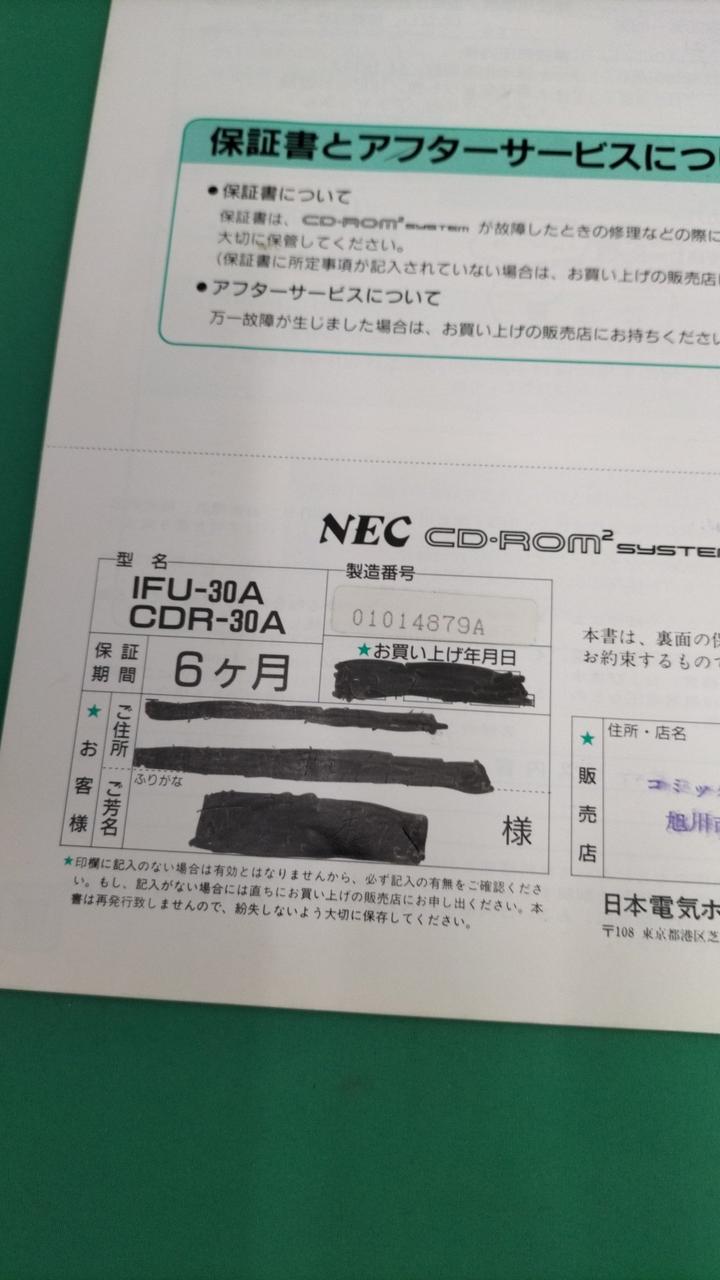 保証書とアフターサービスにつ
●保証書について
保証書は、CD-ROM²SYSTEM が故障したときの修理などの際に
大切に保管してください。
(保証書に所定事項が記入されていない場合は、お買い上げの販売店
●アフターサービスについて
万一故障が生じました場合は、お買い上げの販売店にお持ちくださ
NEC CD-ROM² SYSTE
型 名
IFU-30A
CDR-30A
製造番号
01014879A
保証期間
6ヶ月
★お買い上げ年月日
★お客様
ご住所
ふりがな
ご芳名
様
★印欄に記入のない場合は有効とはなりませんから、必ず記入の有無をご確認くださ
い。もし、記入がない場合には直ちにお買い上げの販売店にお申し出ください。本
書は再発行致しませんので、紛失しないよう大切に保存してください。
本書は、裏面の
お約束するもので
★販売店
住所・店名
コミッ
旭川
日本電気ホ
〒108 東京都港区芝